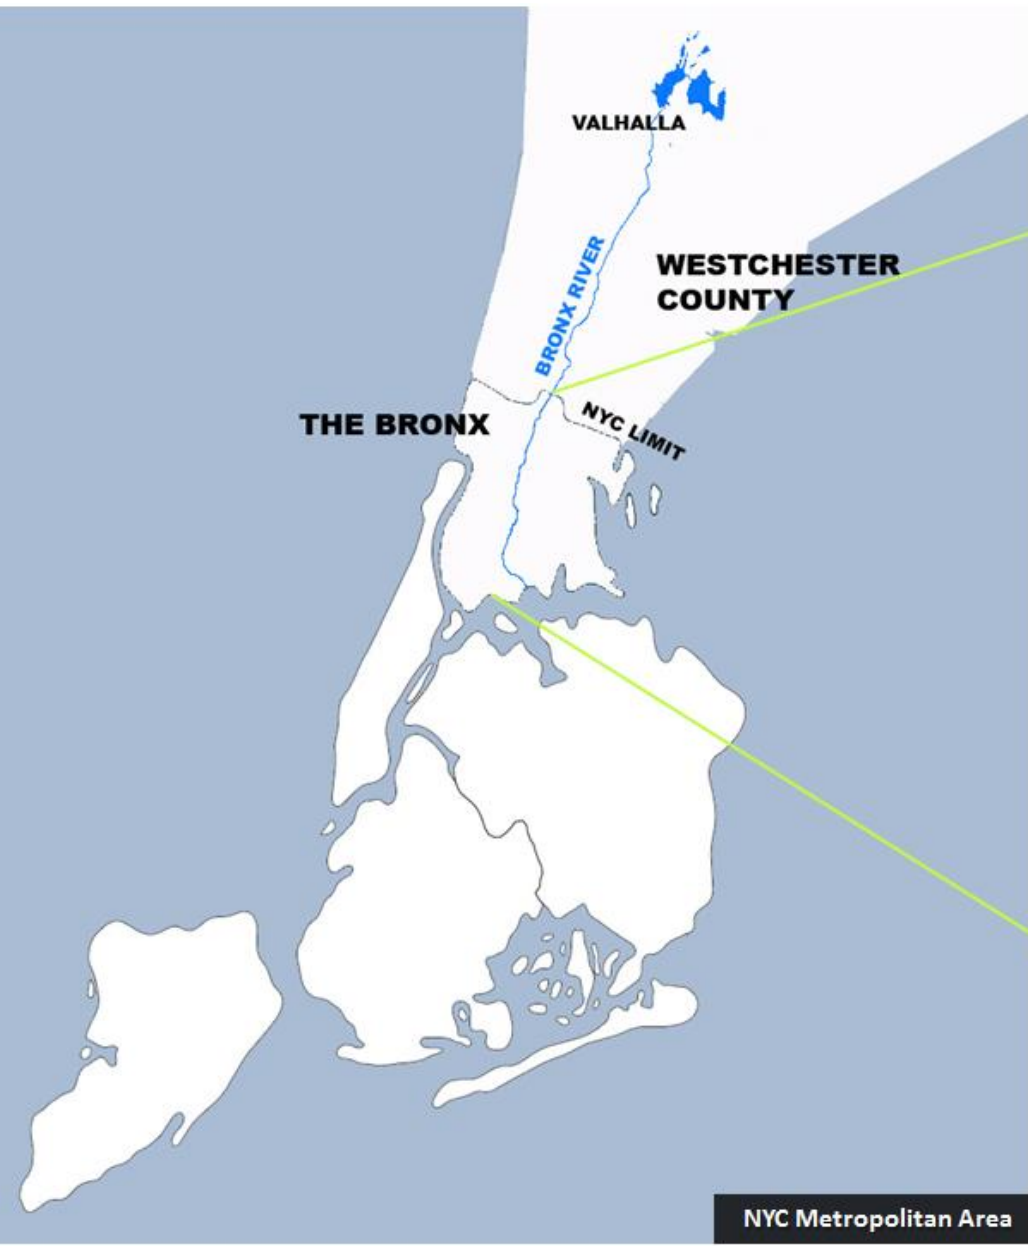 VALHALLA
BRONX RIVER
WESTCHESTER
COUNTY
THE BRONX
NYC LIMIT
NYC Metropolitan Area